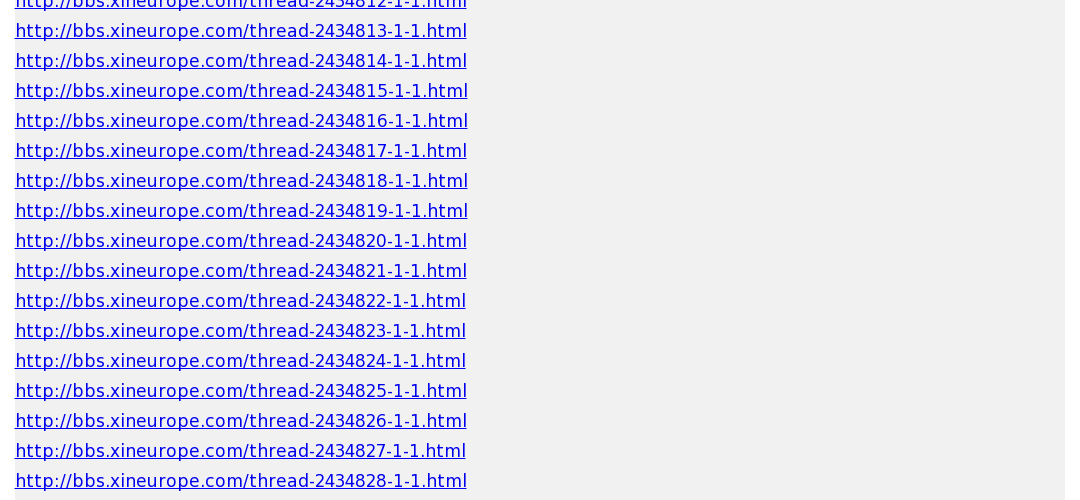 http://bbs.xineurope.com/thread-2434812-1-1.html
http://bbs.xineurope.com/thread-2434813-1-1.html
http://bbs.xineurope.com/thread-2434814-1-1.html
http://bbs.xineurope.com/thread-2434815-1-1.html
http://bbs.xineurope.com/thread-2434816-1-1.html
http://bbs.xineurope.com/thread-2434817-1-1.html
http://bbs.xineurope.com/thread-2434818-1-1.html
http://bbs.xineurope.com/thread-2434819-1-1.html
http://bbs.xineurope.com/thread-2434820-1-1.html
http://bbs.xineurope.com/thread-2434821-1-1.html
http://bbs.xineurope.com/thread-2434822-1-1.html
http://bbs.xineurope.com/thread-2434823-1-1.html
http://bbs.xineurope.com/thread-2434824-1-1.html
http://bbs.xineurope.com/thread-2434825-1-1.html
http://bbs.xineurope.com/thread-2434826-1-1.html
http://bbs.xineurope.com/thread-2434827-1-1.html
http://bbs.xineurope.com/thread-2434828-1-1.html